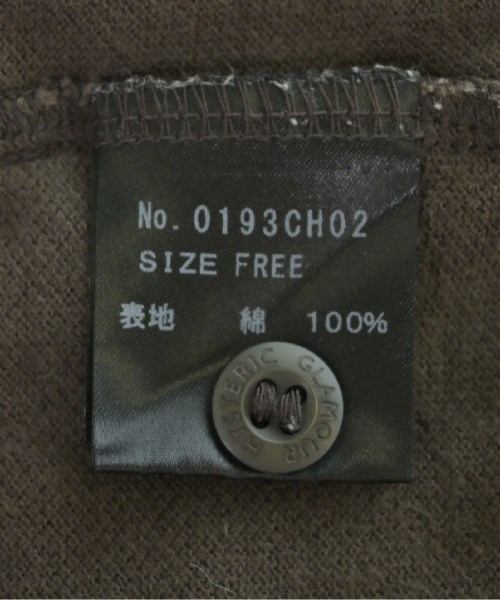 No. 0193CH02
SIZE FREE
表地 綿 100%
HYSTERIC GLAMOUR